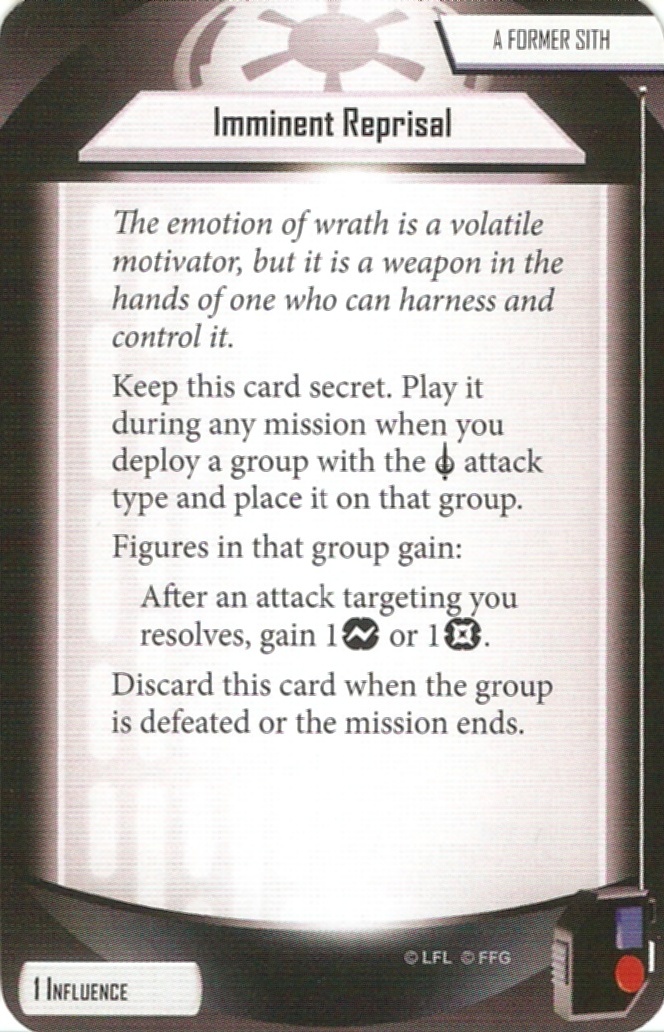 A FORMER SITH
Imminent Reprisal
The emotion of wrath is a volatile
motivator, but it is a weapon in the
hands of one who can harness and
control it.
Keep this card secret. Play it
during any mission when you
deploy a group with the attack
type and place it on that group.
Figures in that group gain:
After an attack targeting you
resolves, gain 1 or 1.
Discard this card when the group
is defeated or the mission ends.
© LFL © FFG
1 INFLUENCE